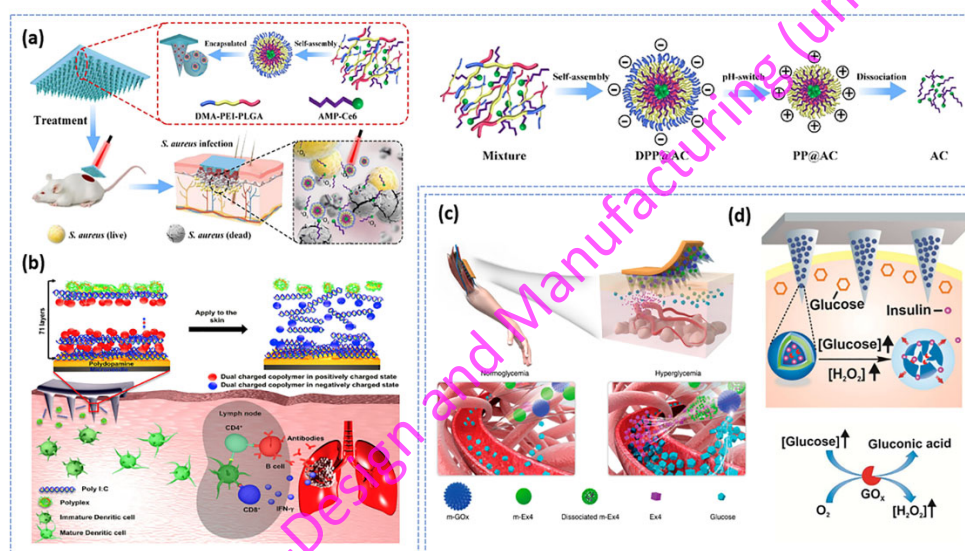 (a)
Encapsulated
Self-assembly
DMA-PEI-PLGA
AMP-Ce6
Treatment
S. aureus infection
S. aureus (live)
S. aureus (dead)
Self-assembly
pH-switch
Dissociation
Mixture
DPP@AC
PP@AC
AC
(b)
71 layers
Polydopamine
Apply to the
skin
Dual charged copolymer in positively charged state
Dual charged copolymer in negatively charged state
Lymph node
CD4+
Antibodies
B cell
CD8+
IFN-γ
Poly I:C
Polyplex
Immature Denritic cell
Mature Denritic cell
(c)
Normoglycemia
Hyperglycemia
m-GOx
m-Ex4
Dissociated m-Ex4
Ex4
Glucose
(d)
Glucose
Insulin
[Glucose]
[H2O2]
[Glucose]
Gluconic acid
GOx
O2
[H2O2]
Design and Manufacturing (un